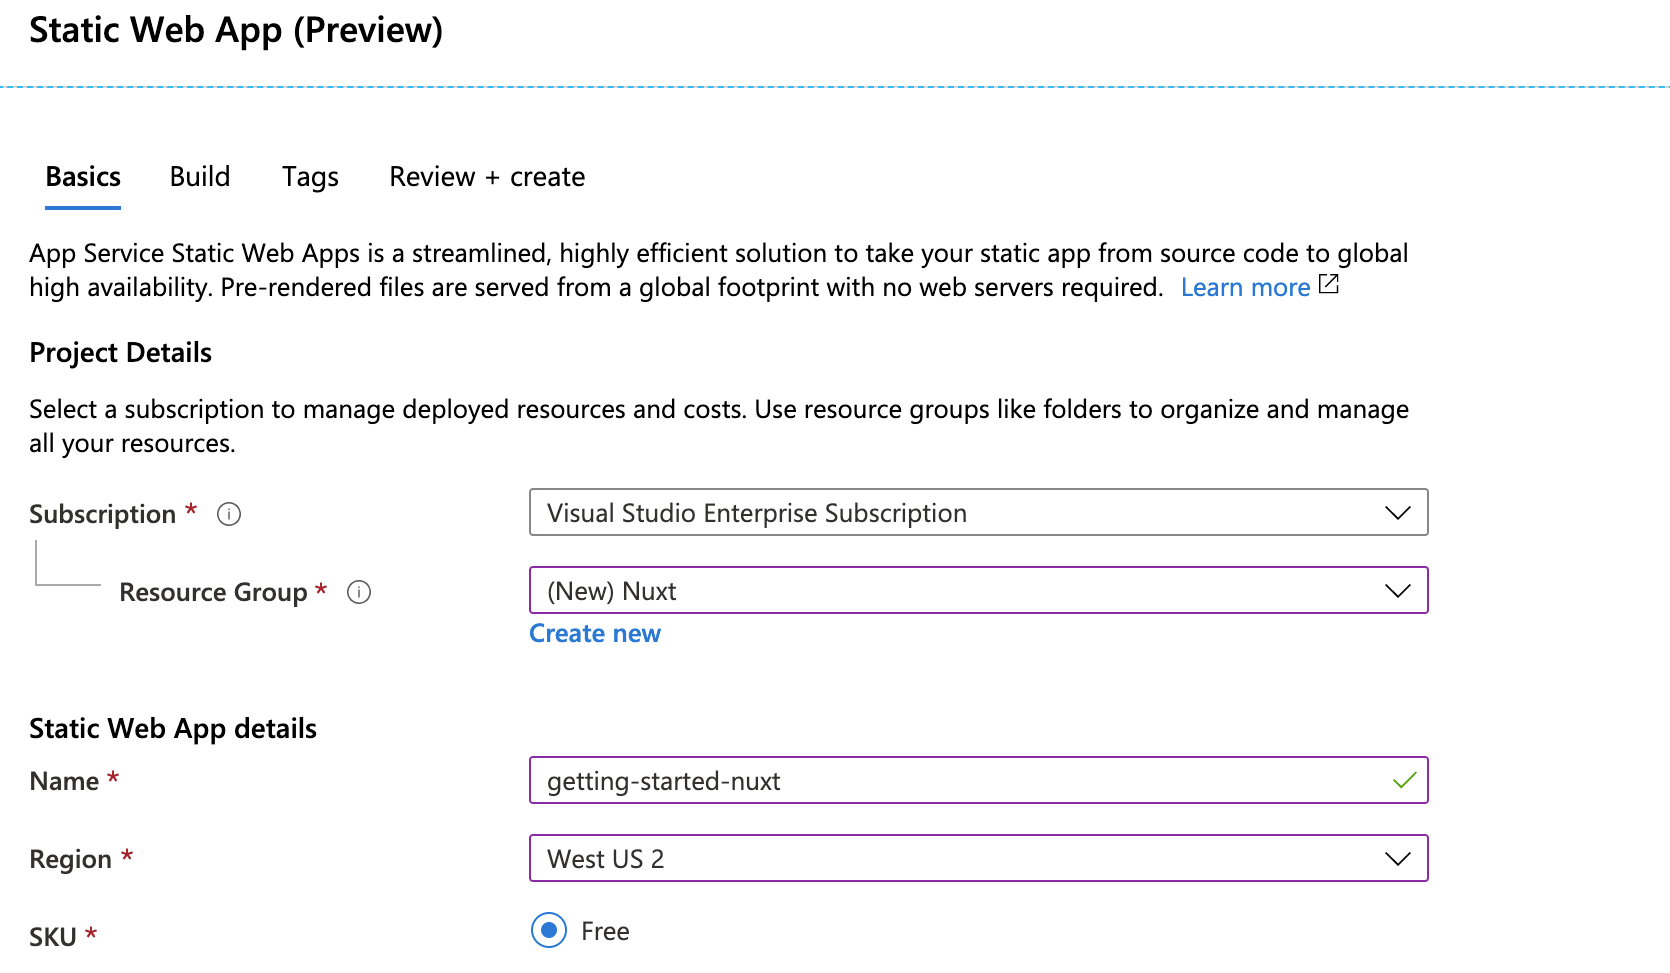 Static Web App (Preview)
Basics Build Tags Review + create
App Service Static Web Apps is a streamlined, highly efficient solution to take your static app from source code to global
high availability. Pre-rendered files are served from a global footprint with no web servers required. Learn more
Project Details
Select a subscription to manage deployed resources and costs. Use resource groups like folders to organize and manage
all your resources.
Subscription * Visual Studio Enterprise Subscription
Resource Group * (New) Nuxt
Create new
Static Web App details
Name * getting-started-nuxt
Region * West US 2
SKU * Free